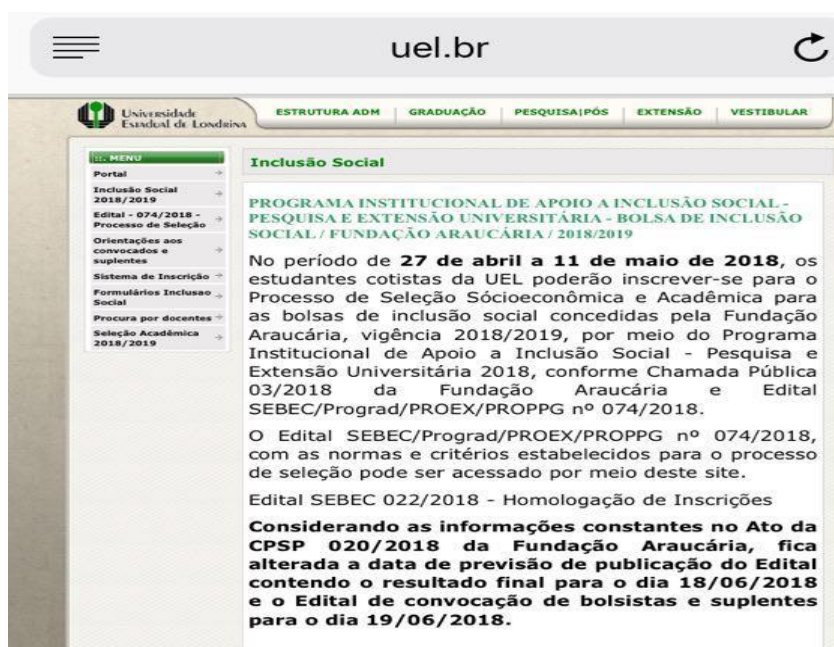 uel.br
Universidade
Estadual de Londrina
ESTRUTURA ADM
GRADUAÇÃO
PESQUISA|PÓS
EXTENSÃO
VESTIBULAR
::. MENU
Portal
Inclusão Social
2018/2019
Edital - 074/2018 -
Processo de Seleção
Orientações aos
convocados e
suplentes
Sistema de Inscrição
Formulários Inclusao
Social
Procura por docentes
Seleção Acadêmica
2018/2019
Inclusão Social
PROGRAMA INSTITUCIONAL DE APOIO A INCLUSÃO SOCIAL -
PESQUISA E EXTENSÃO UNIVERSITÁRIA - BOLSA DE INCLUSÃO
SOCIAL / FUNDAÇÃO ARAUCÁRIA / 2018/2019
No período de 27 de abril a 11 de maio de 2018, os
estudantes cotistas da UEL poderão inscrever-se para o
Processo de Seleção Sócioeconômica e Acadêmica para
as bolsas de inclusão social concedidas pela Fundação
Araucária, vigência 2018/2019, por meio do Programa
Institucional de Apoio a Inclusão Social - Pesquisa e
Extensão Universitária 2018, conforme Chamada Pública
03/2018 da Fundação Araucária e Edital
SEBEC/Prograd/PROEX/PROPPG nº 074/2018.
O Edital SEBEC/Prograd/PROEX/PROPPG nº 074/2018,
com as normas e critérios estabelecidos para o processo
de seleção pode ser acessado por meio deste site.
Edital SEBEC 022/2018 - Homologação de Inscrições
Considerando as informações constantes no Ato da
CPSP 020/2018 da Fundação Araucária, fica
alterada a data de previsão de publicação do Edital
contendo o resultado final para o dia 18/06/2018
e o Edital de convocação de bolsistas e suplentes
para o dia 19/06/2018.